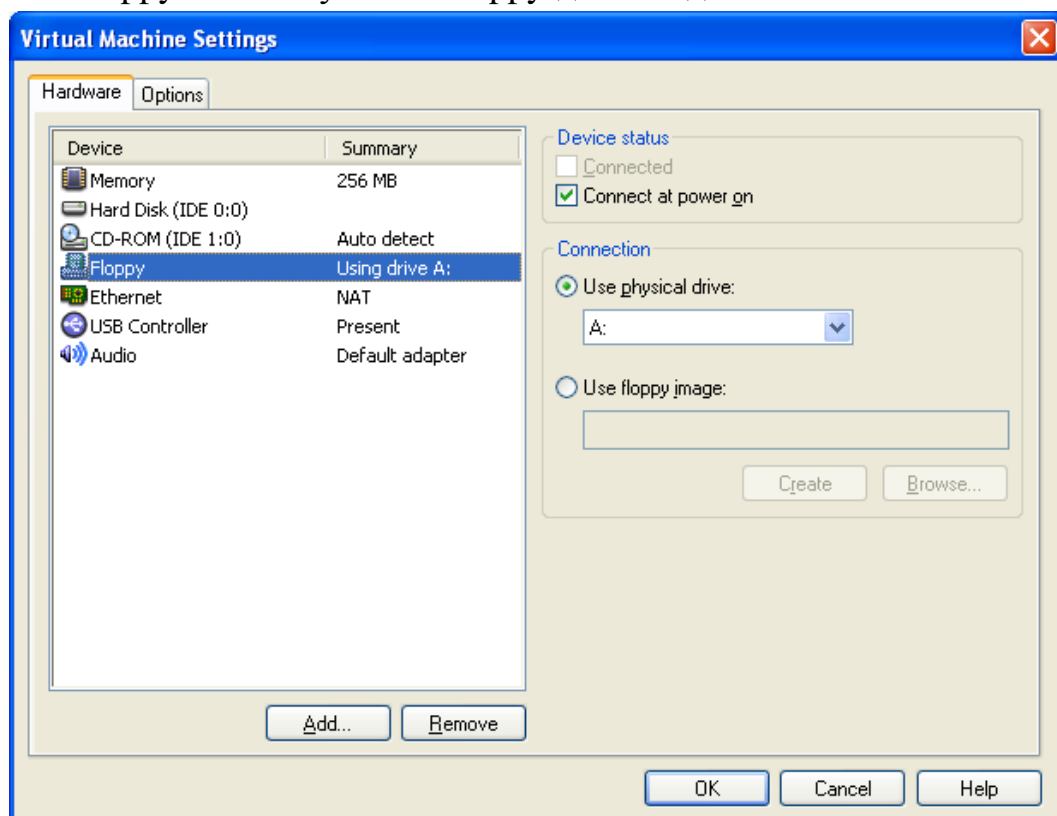 Virtual Machine Settings
Hardware Options
Device Summary
Memory 256 MB
Hard Disk (IDE 0:0)
CD-ROM (IDE 1:0) Auto detect
Floppy Using drive A:
Ethernet NAT
USB Controller Present
Audio Default adapter
Add... Remove
Device status
Connected
Connect at power on
Connection
Use physical drive:
A:
Use floppy image:
Create Browse...
OK Cancel Help